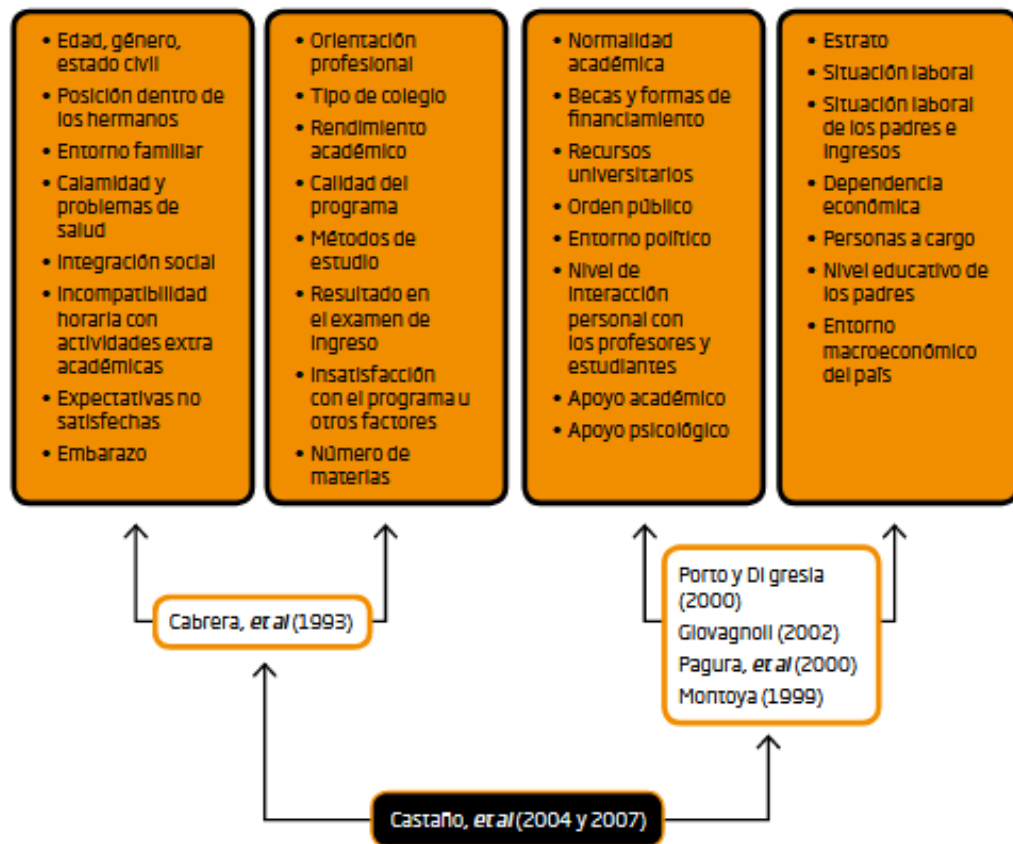 • Edad, género,
estado civil
• Posición dentro de
los hermanos
• Entorno familiar
• Calamidad y
problemas de
salud
• Integración social
• Incompatibilidad
horaria con
actividades extra
académicas
• Expectativas no
satisfechas
• Embarazo
• Orientación
profesional
• Tipo de colegio
• Rendimiento
académico
• Calidad del
programa
• Métodos de
estudio
• Resultado en
el examen de
ingreso
• Insatisfacción
con el programa u
otros factores
• Número de
materias
• Normalidad
académica
• Becas y formas de
financiamiento
• Recursos
universitarios
• Orden público
• Entorno político
• Nivel de
interacción
personal con
los profesores y
estudiantes
• Apoyo académico
• Apoyo psicológico
• Estrato
• Situación laboral
• Situación laboral
de los padres e
ingresos
• Dependencia
económica
• Personas a cargo
• Nivel educativo de
los padres
• Entorno
macroeconómico
del país
Cabrera, et al (1993)
Porto y Di gresia
(2000)
Giovagnoli (2002)
Pagura, et al (2000)
Montoya (1999)
Castaño, et al (2004 y 2007)